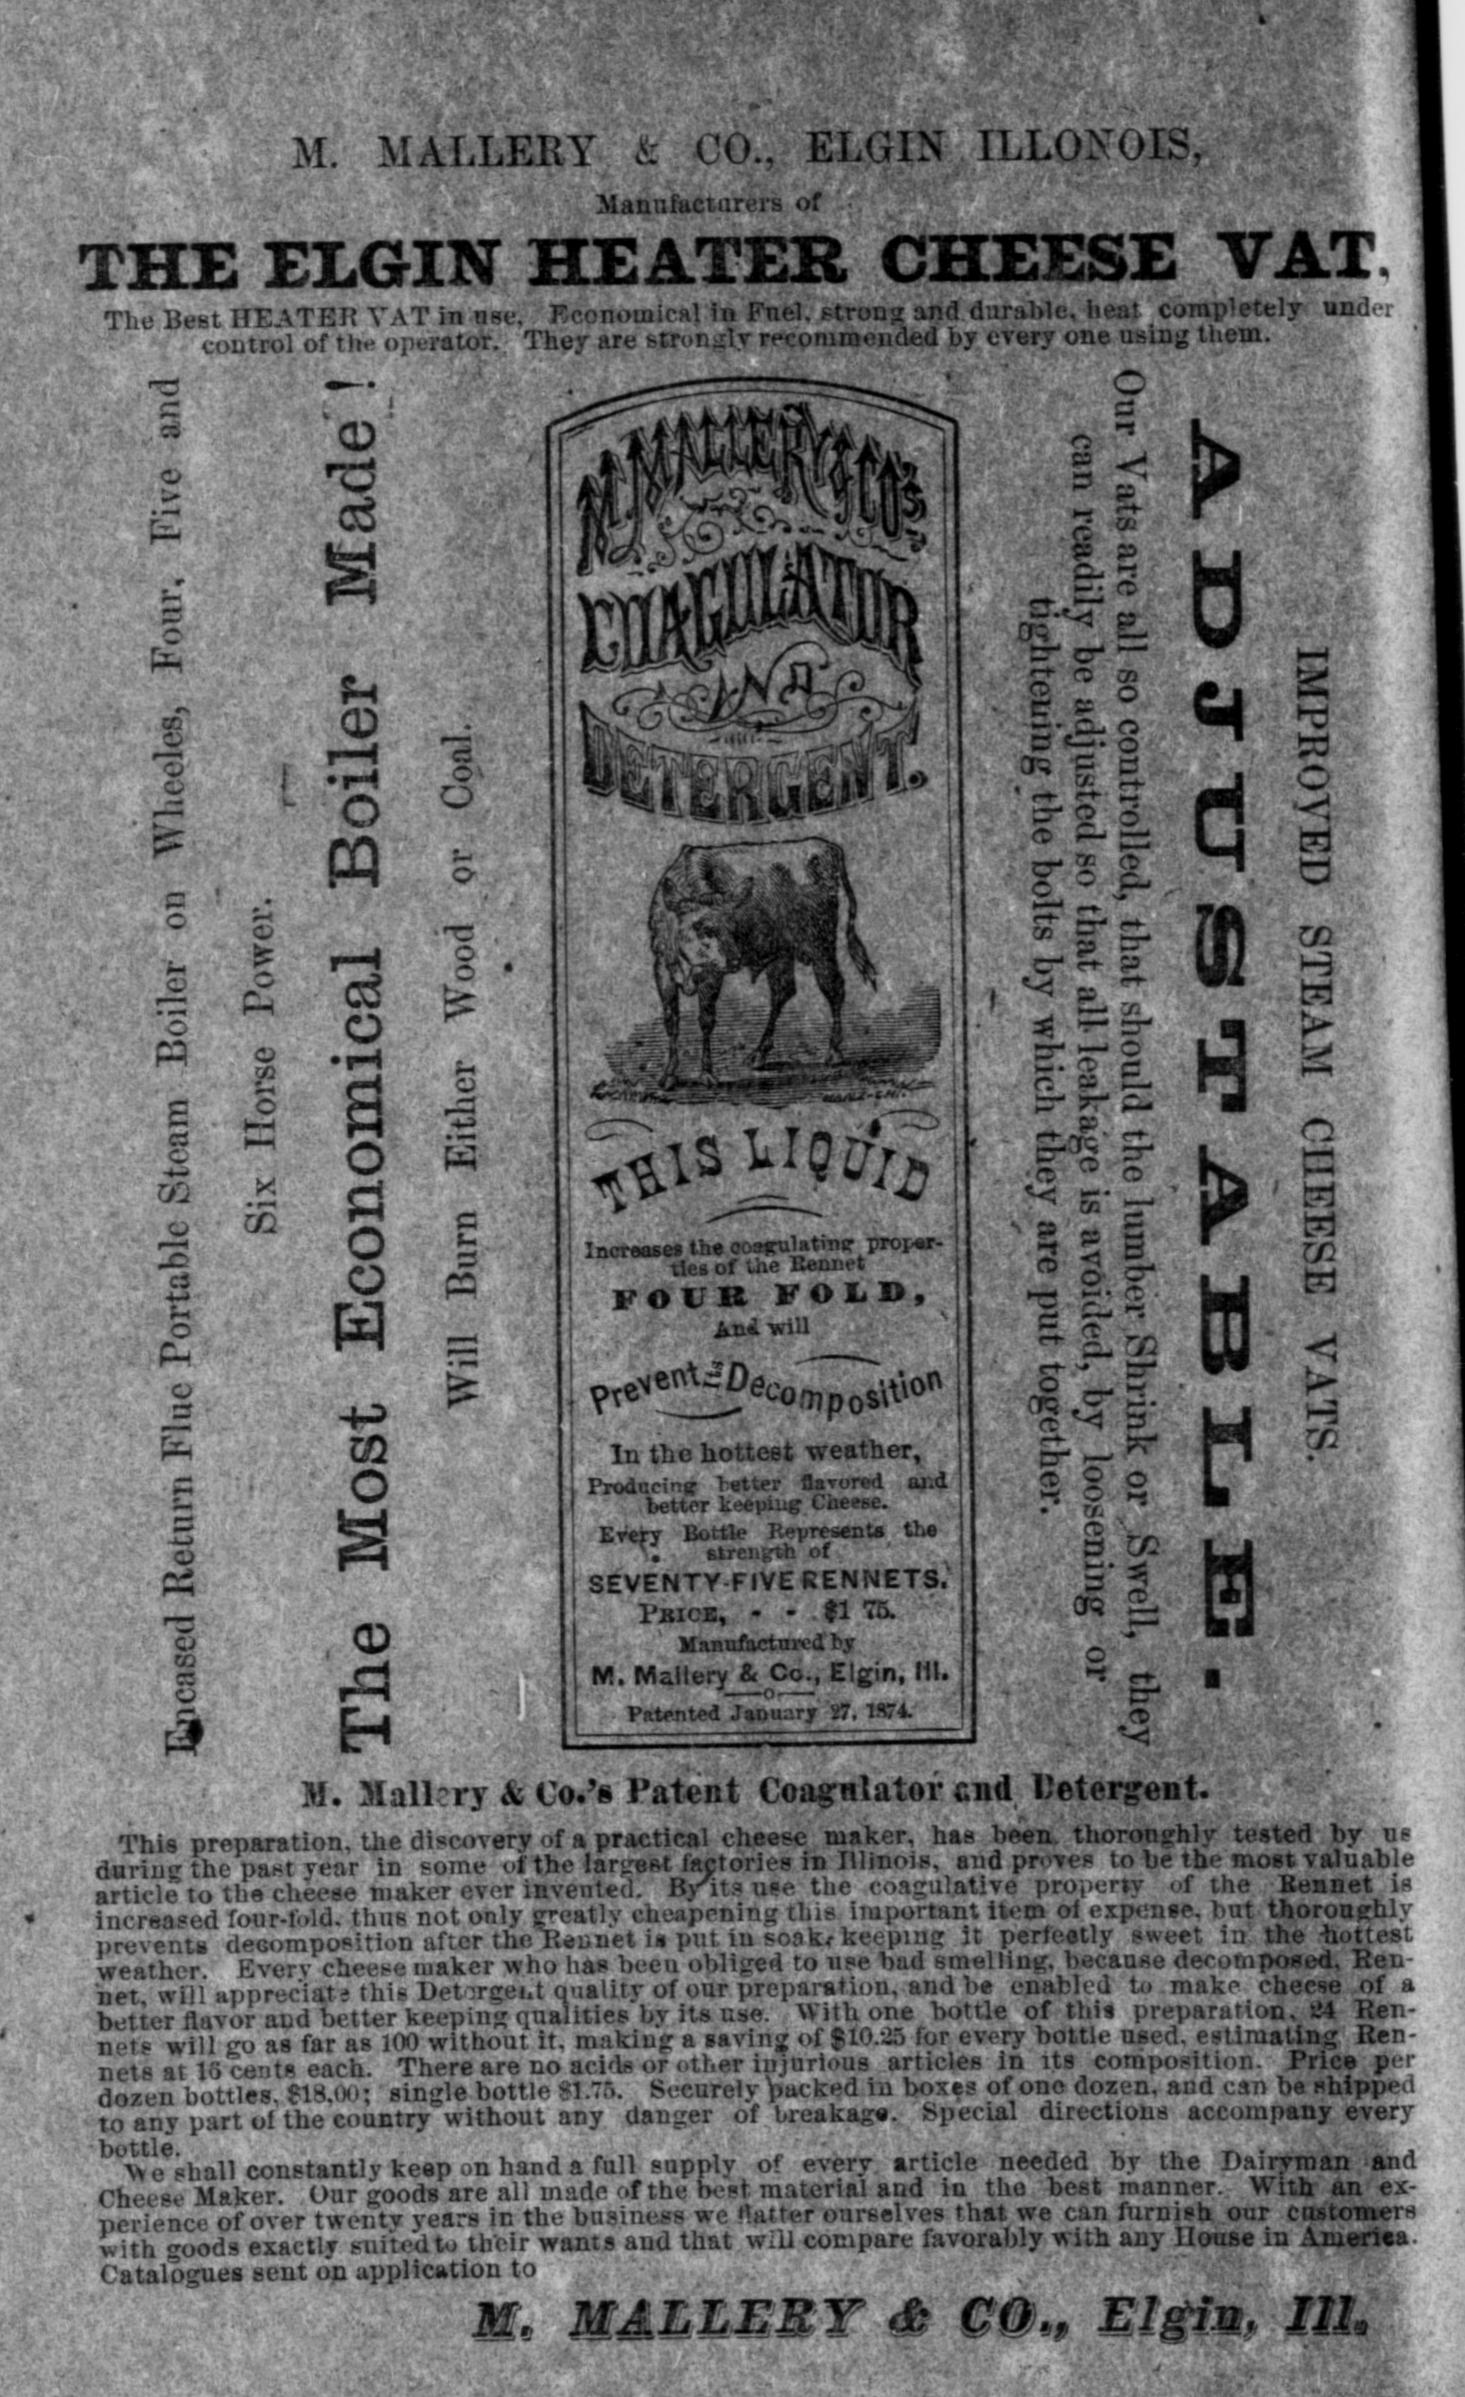 M. MALLERY & CO., ELGIN ILLONOIS,
Manufacturers of
THE ELGIN HEATER CHEESE VAT,
The Best HEATER VAT in use, Economical in Fuel, strong and durable, heat completely under
control of the operator. They are strongly recommended by every one using them.
Encased Return Flue Portable Steam Boiler on Wheeles, Four, Five and
Six Horse Power.
The Most Economical Boiler Made!
Will Burn Either Wood or Coal.
M. MALLERY & CO'S
COAGULATOR
AND
DETERGENT.
THIS LIQUID
Increases the coagulating proper-
ties of the Rennet
FOUR FOLD,
And will
Prevent its Decomposition
In the hottest weather,
Producing better flavored and
better keeping Cheese.
Every Bottle Represents the
strength of
SEVENTY-FIVE RENNETS.
PRICE, - - $1 75.
Manufactured by
M. Mallery & Co., Elgin, Ill.
Patented January 27, 1874.
IMPROVED STEAM CHEESE VATS.
ADJUSTABLE.
Our Vats are all so controlled, that should the lumber Shrink or Swell, they
can readily be adjusted so that all leakage is avoided, by loosening or
tightening the bolts by which they are put together.
M. Mallery & Co.'s Patent Coagulator and Detergent.
This preparation, the discovery of a practical cheese maker, has been thoroughly tested by us
during the past year in some of the largest factories in Illinois, and proves to be the most valuable
article to the cheese maker ever invented. By its use the coagulative property of the Rennet is
increased four-fold, thus not only greatly cheapening this important item of expense, but thoroughly
prevents decomposition after the Rennet is put in soak, keeping it perfectly sweet in the hottest
weather. Every cheese maker who has been obliged to use bad smelling, because decomposed, Ren-
net, will appreciate this Detergent quality of our preparation, and be enabled to make cheese of a
better flavor and better keeping qualities by its use. With one bottle of this preparation, 24 Ren-
nets will go as far as 100 without it, making a saving of $10.25 for every bottle used, estimating Ren-
nets at 16 cents each. There are no acids or other injurious articles in its composition. Price per
dozen bottles, $18,00; single bottle $1.75. Securely packed in boxes of one dozen, and can be shipped
to any part of the country without any danger of breakage. Special directions accompany every
bottle.
We shall constantly keep on hand a full supply of every article needed by the Dairyman and
Cheese Maker. Our goods are all made of the best material and in the best manner. With an ex-
perience of over twenty years in the business we flatter ourselves that we can furnish our customers
with goods exactly suited to their wants and that will compare favorably with any House in America.
Catalogues sent on application to
M. MALLERY & CO., Elgin, Ill.